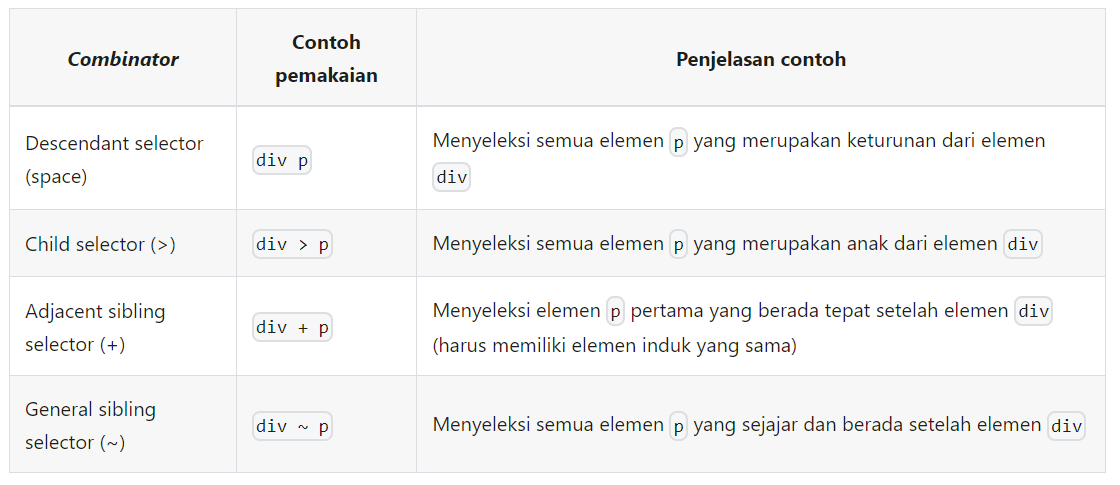 Combinator
Contoh
pemakaian
Penjelasan contoh
Descendant selector
(space)
div p
Menyeleksi semua elemen p yang merupakan keturunan dari elemen
div
Child selector (>)
div > p
Menyeleksi semua elemen p yang merupakan anak dari elemen div
Adjacent sibling
selector (+)
div + p
Menyeleksi elemen p pertama yang berada tepat setelah elemen div
(harus memiliki elemen induk yang sama)
General sibling
selector (~)
div ~ p
Menyeleksi semua elemen p yang sejajar dan berada setelah elemen div